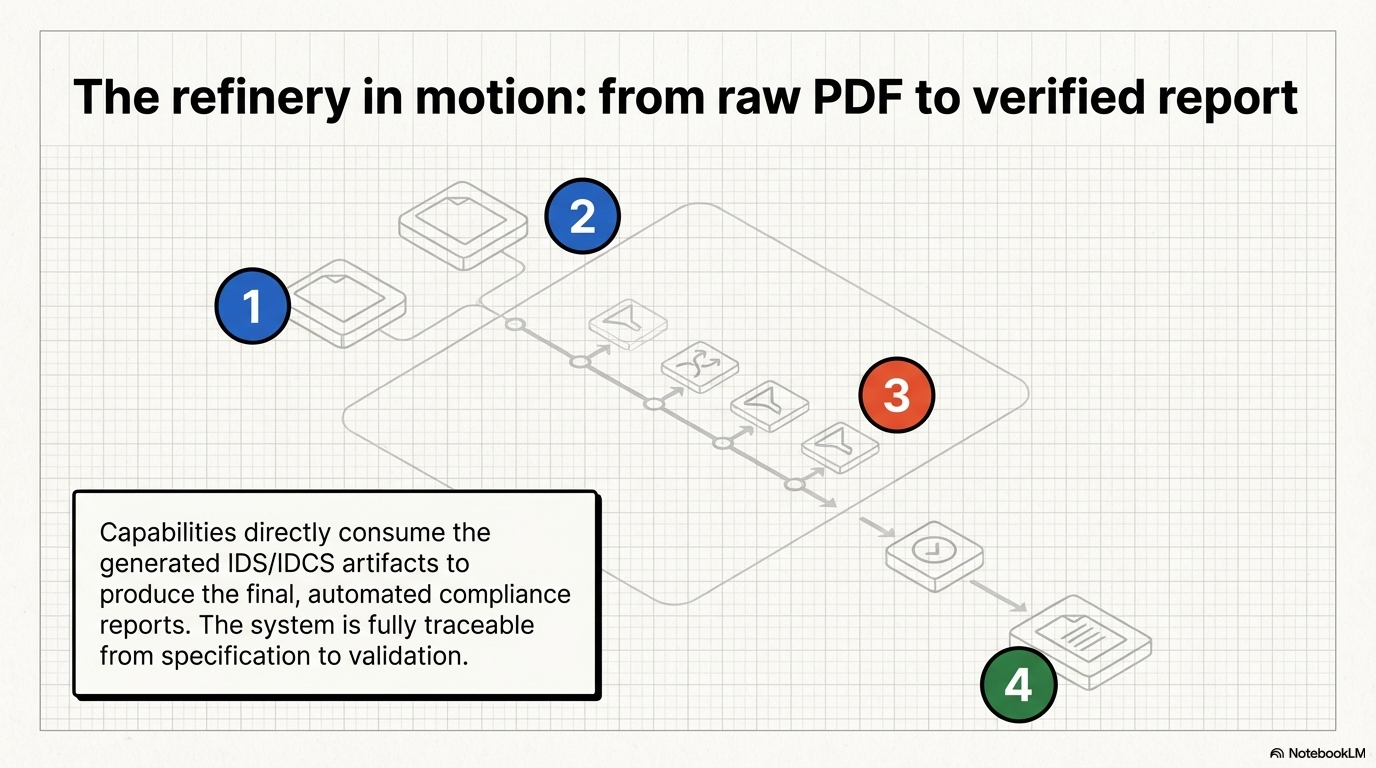 The refinery in motion: from raw PDF to verified report
2
1
3
Capabilities directly consume the
generated IDS/IDCS artifacts to
produce the final, automated compliance
reports. The system is fully traceable
from specification to validation.
4
NotebookLM